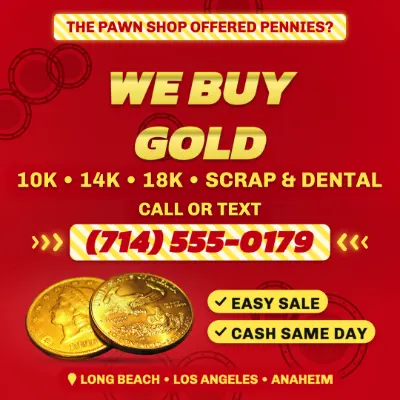 THE PAWN SHOP OFFERED PENNIES?
WE BUY
GOLD
10K • 14K • 18K • SCRAP & DENTAL
CALL OR TEXT
››› (714) 555-0179 ‹‹‹
✓ EASY SALE
✓ CASH SAME DAY
LONG BEACH • LOS ANGELES • ANAHEIM